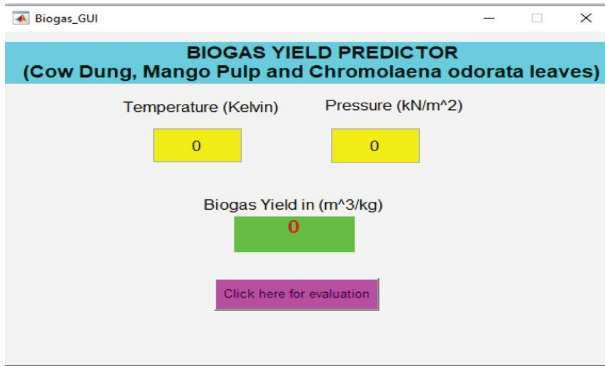 Biogas_GUI
BIOGAS YIELD PREDICTOR
(Cow Dung, Mango Pulp and Chromolaena odorata leaves)
Temperature (Kelvin) Pressure (kN/m^2)
0 0
Biogas Yield in (m^3/kg)
0
Click here for evaluation